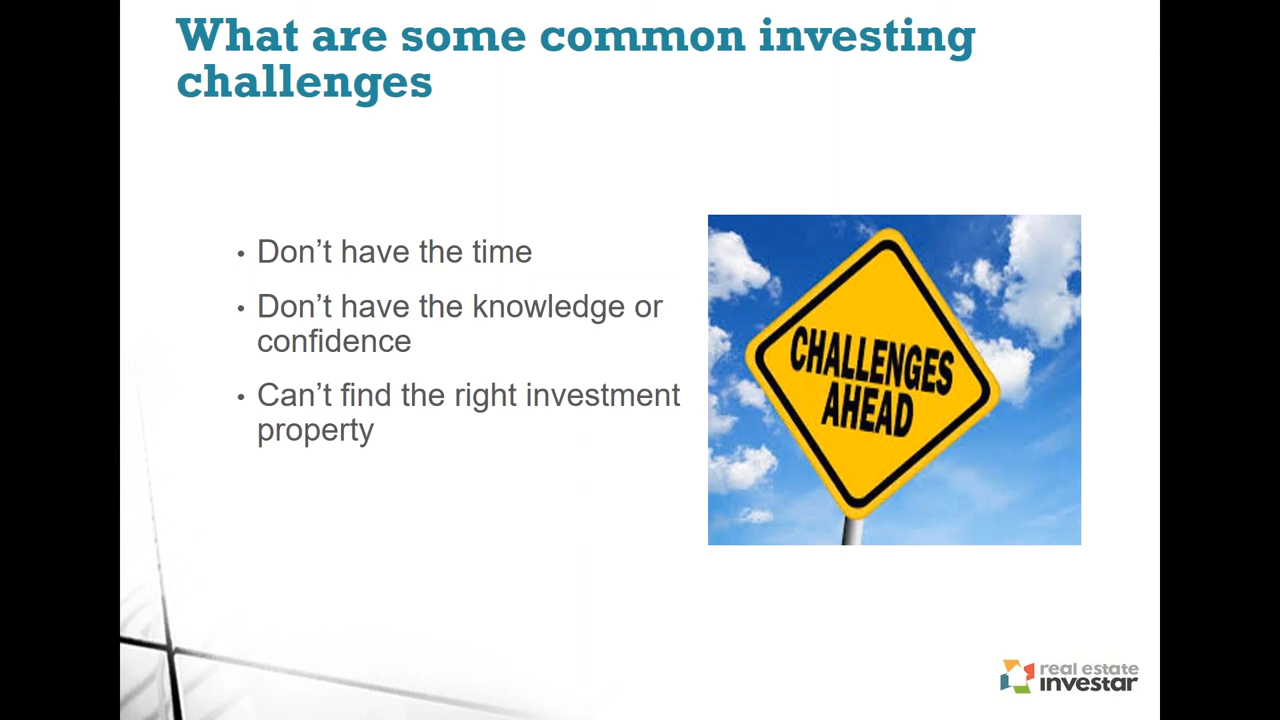 What are some common investing
challenges
• Don’t have the time
• Don’t have the knowledge or
confidence
• Can’t find the right investment
property
CHALLENGES
AHEAD
real estate
investar